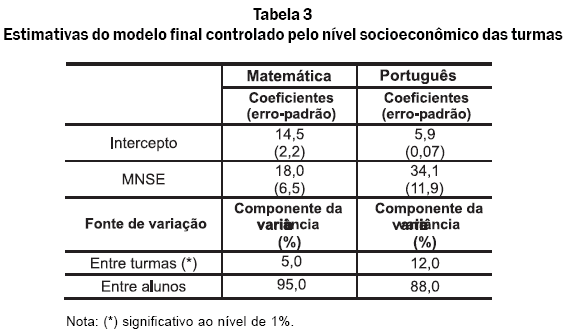 Tabela 3
Estimativas do modelo final controlado pelo nível socioeconômico das turmas
Matemática Português
Coeficientes Coeficientes
(erro-padrão) (erro-padrão)
Intercepto 14,5 5,9
(2,2) (0,07)
MNSE 18,0 34,1
(6,5) (11,9)
Fonte de variação Componente da Componente da
variância variância
(%) (%)
Entre turmas (*) 5,0 12,0
Entre alunos 95,0 88,0
Nota: (*) significativo ao nível de 1%.